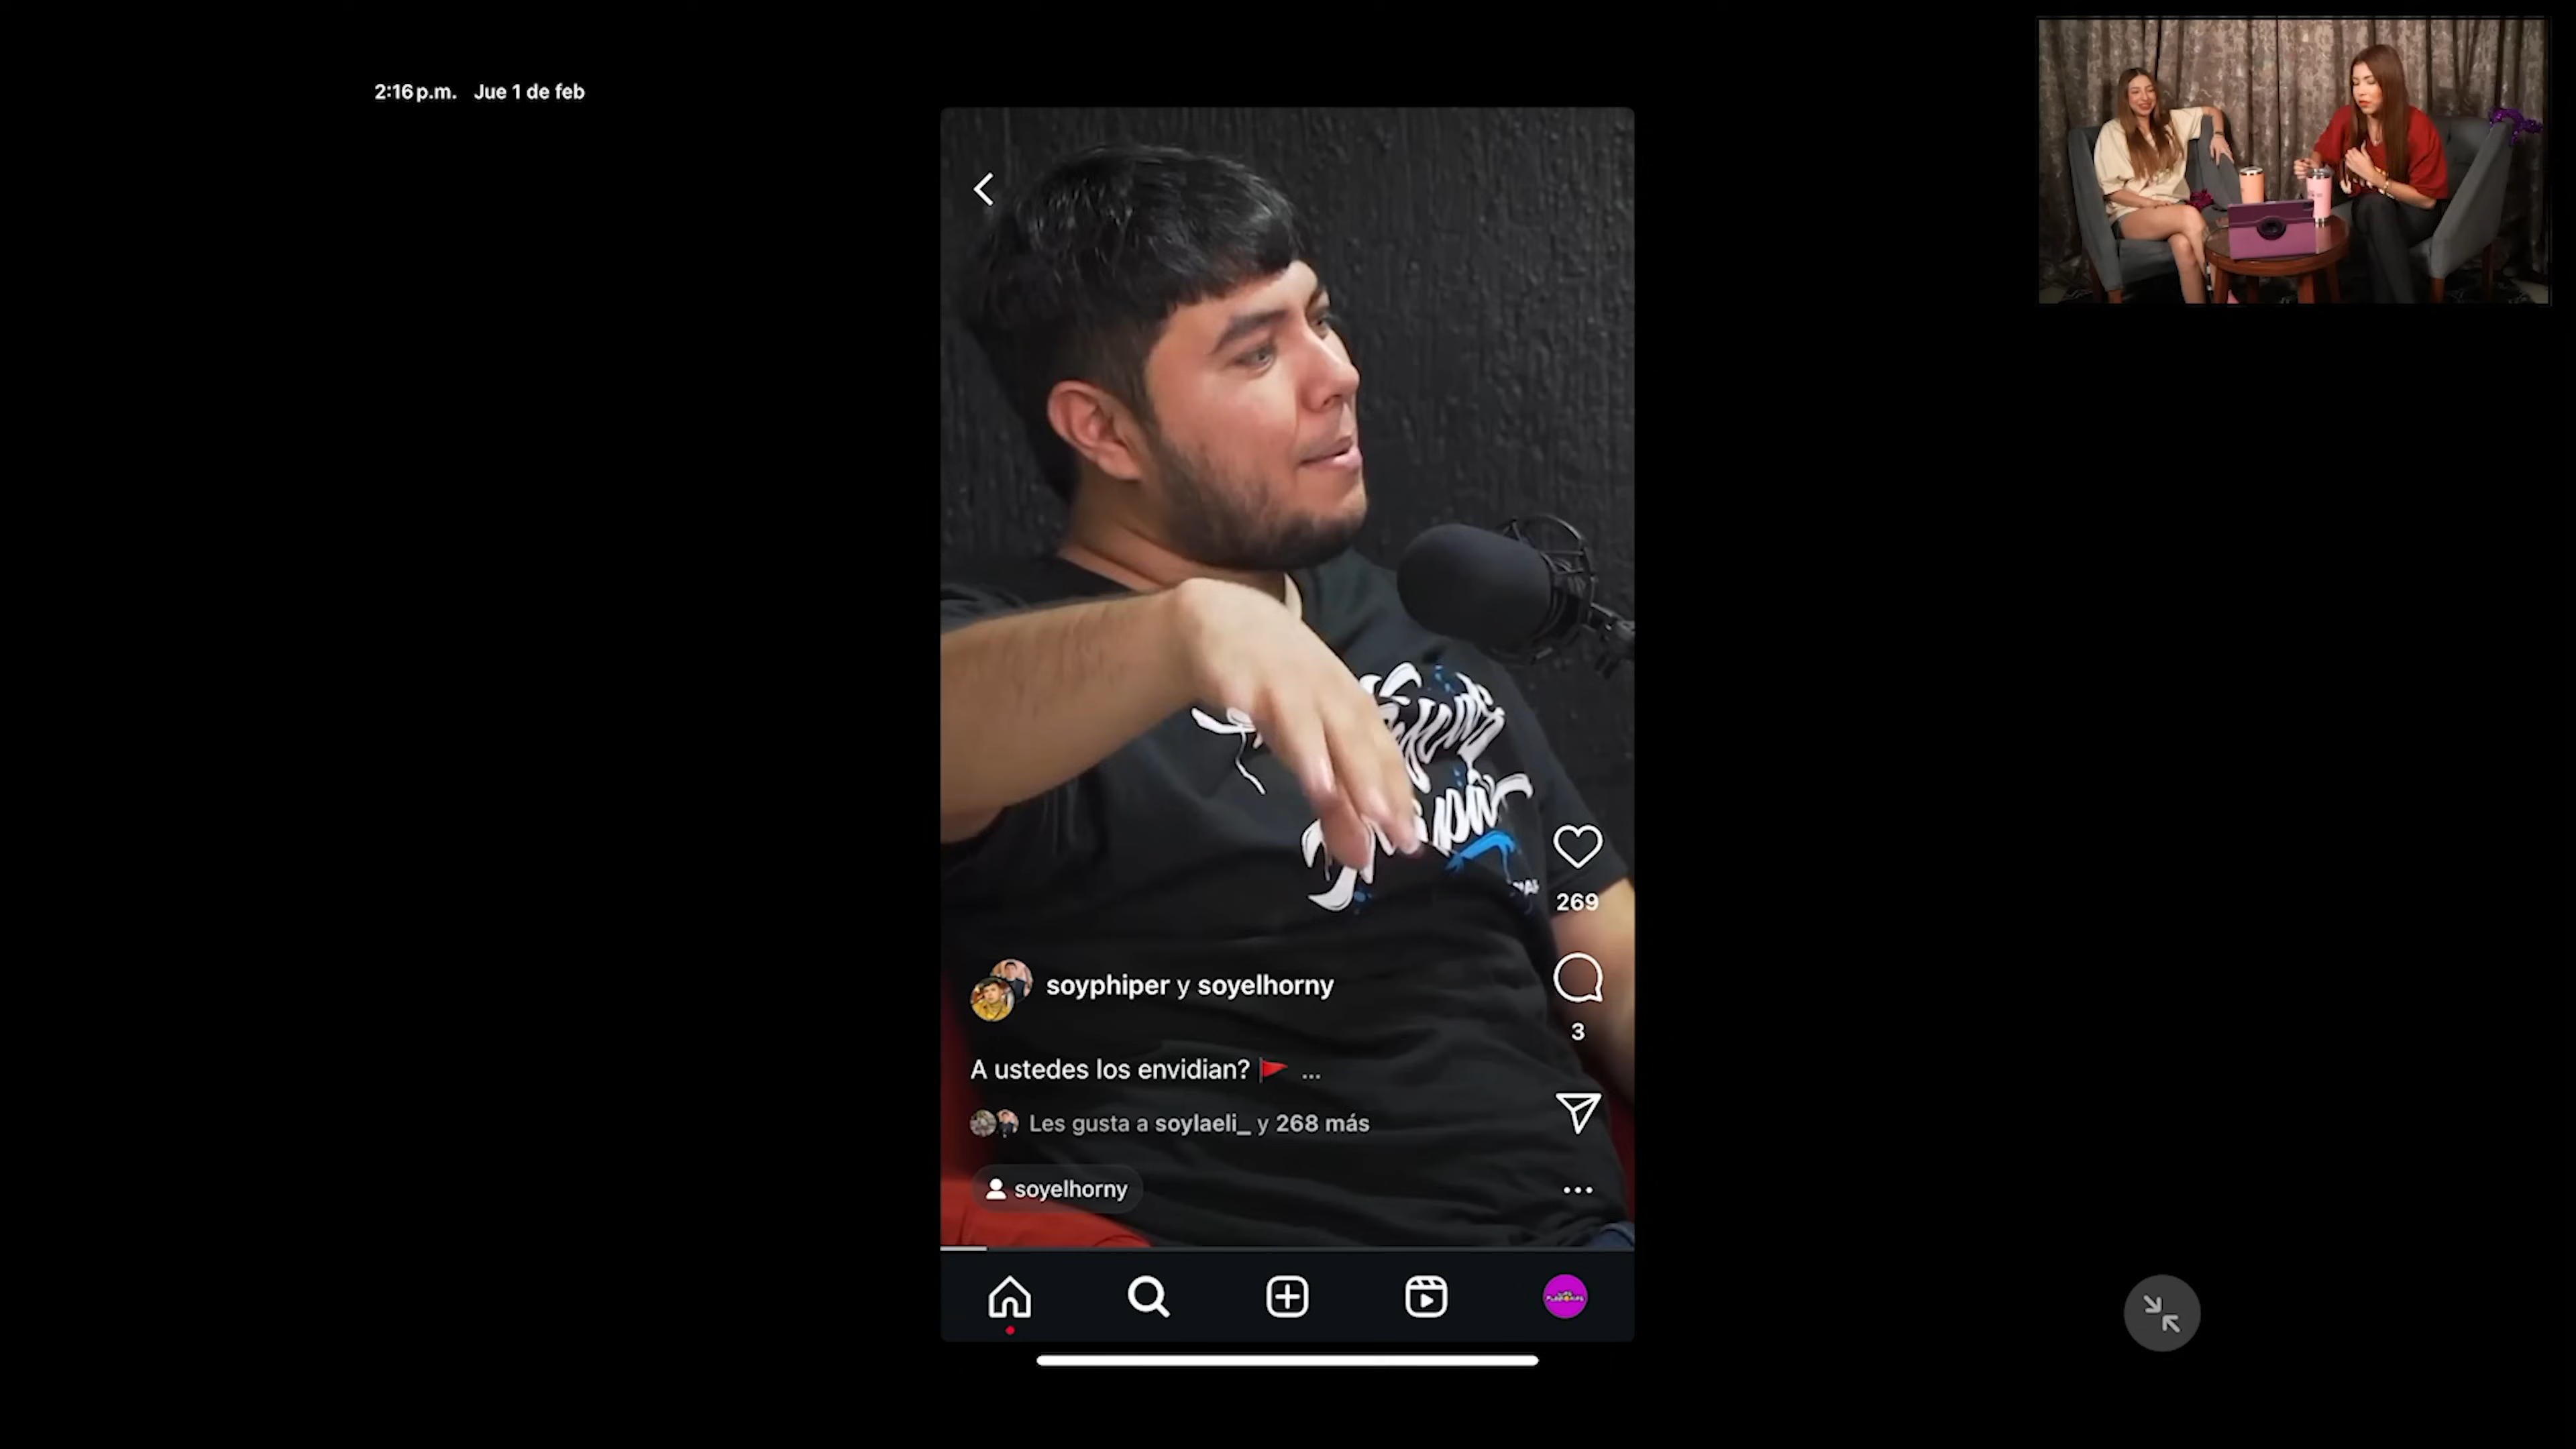 2:16 p.m. Jue 1 de feb
269
soyphiper y soyelhorny
3
A ustedes los envidian? 🚩 ...
Les gusta a soylaeli_ y 268 más
soyelhorny